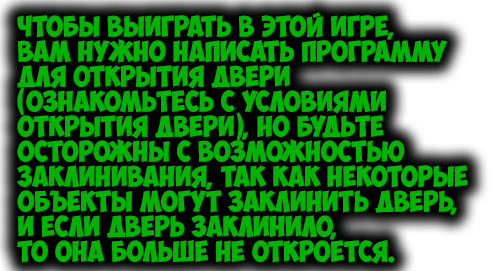 ЧТОБЫ ВЫИГРАТЬ В ЭТОЙ ИГРЕ,
ВАМ НУЖНО НАПИСАТЬ ПРОГРАММУ
ДЛЯ ОТКРЫТИЯ ДВЕРИ
(ОЗНАКОМЬТЕСЬ С УСЛОВИЯМИ
ОТКРЫТИЯ ДВЕРИ), НО БУДЬТЕ
ОСТОРОЖНЫ С ВОЗМОЖНОСТЬЮ
ЗАКЛИНИВАНИЯ, ТАК КАК НЕКОТОРЫЕ
ОБЪЕКТЫ МОГУТ ЗАКЛИНИТЬ ДВЕРЬ,
И ЕСЛИ ДВЕРЬ ЗАКЛИНИЛО,
ТО ОНА БОЛЬШЕ НЕ ОТКРОЕТСЯ.